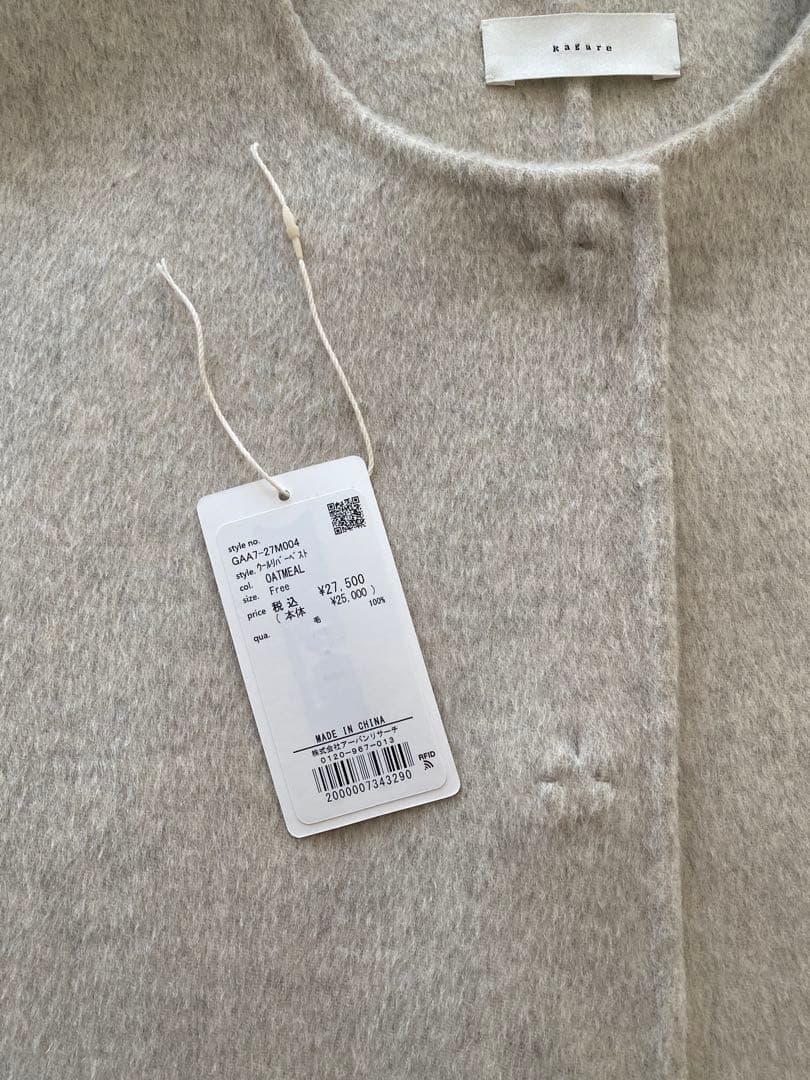 kagure
style no.
GAA7-27M004
style. ｳｰﾙﾘﾊﾞｰﾍﾞｽﾄ
col. OATMEAL
size. Free
price 税込 ¥27,500
(本体 ¥25,000)
qua. 毛 100%
MADE IN CHINA
株式会社アーバンリサーチ
0120-967-013
RFID
2000007343290